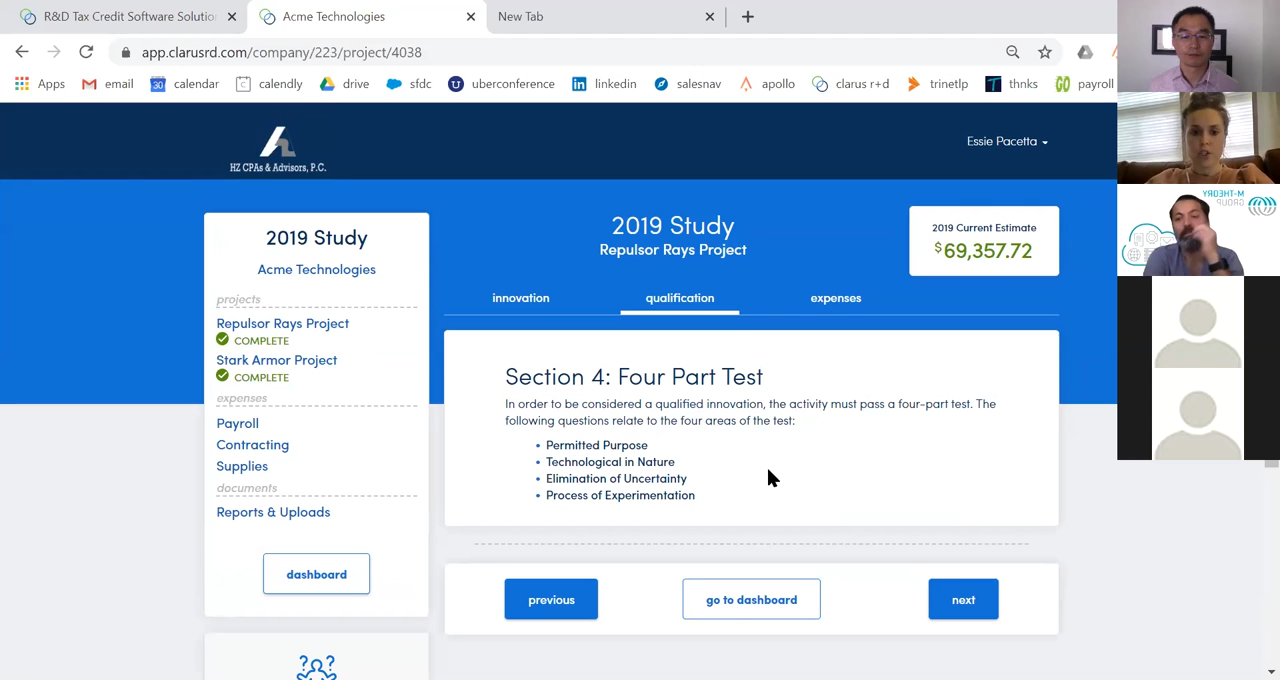 R&D Tax Credit Software Solutio
Acme Technologies
New Tab
app.clarusrd.com/company/223/project/4038
Apps
email
calendar
calendly
drive
sfdc
uberconference
linkedin
salesnav
apollo
clarus r+d
trinetlp
thnks
payroll
HZ CPAs & Advisors, P.C.
Essie Pacetta
M-THEORY
GROUP
2019 Study
Acme Technologies
projects
Repulsor Rays Project
COMPLETE
Stark Armor Project
COMPLETE
expenses
Payroll
Contracting
Supplies
documents
Reports & Uploads
dashboard
2019 Study
Repulsor Rays Project
2019 Current Estimate
$69,357.72
innovation
qualification
expenses
Section 4: Four Part Test
In order to be considered a qualified innovation, the activity must pass a four-part test. The
following questions relate to the four areas of the test:
• Permitted Purpose
• Technological in Nature
• Elimination of Uncertainty
• Process of Experimentation
previous
go to dashboard
next